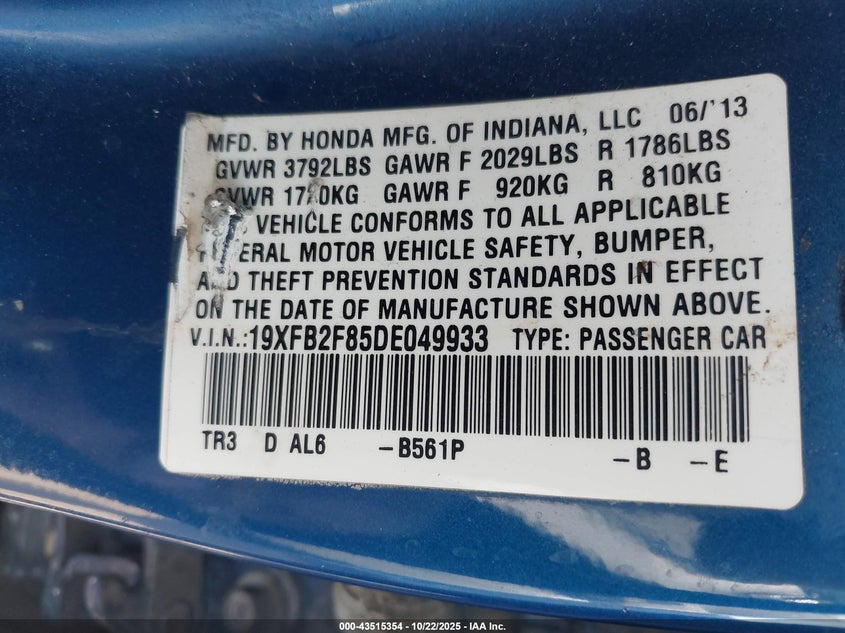 MFD. BY HONDA MFG. OF INDIANA, LLC 06/'13
GVWR 3792LBS GAWR F 2029LBS R 1786LBS
GAWR F 920KG R 810KG
VEHICLE CONFORMS TO ALL APPLICABLE
MOTOR VEHICLE SAFETY, BUMPER,
AND THEFT PREVENTION STANDARDS IN EFFECT
ON THE DATE OF MANUFACTURE SHOWN ABOVE.
V.I.N.:19XFB2F85DE049933 TYPE: PASSENGER CAR
TR3 D AL6 -B561P -B -E
000-43515354 | 10/22/2025 - IAA Inc.